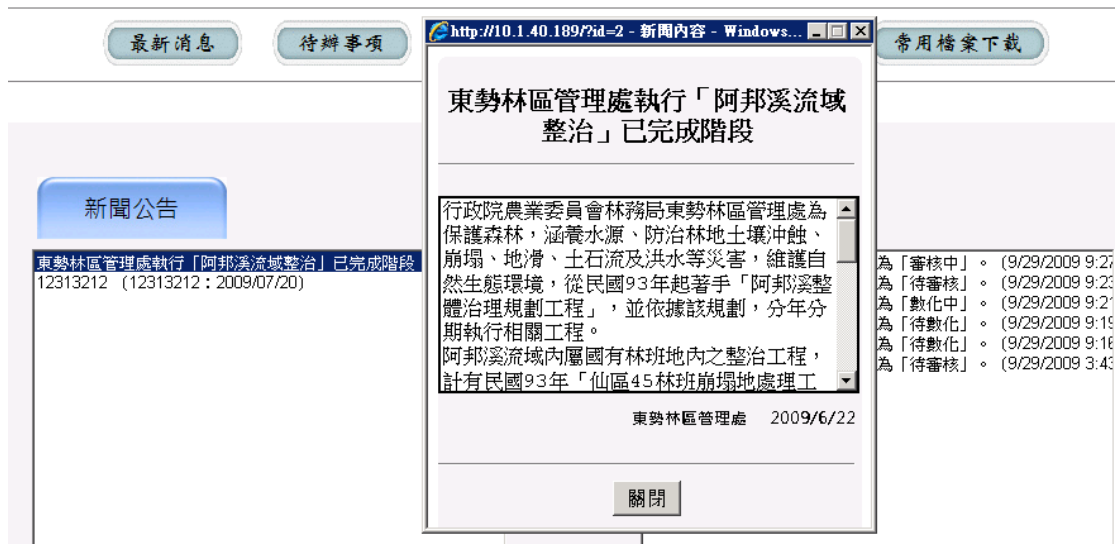 最新消息
待辦事項
常用檔案下載
http://10.1.40.189/?id=2 - 新聞內容 - Windows...
東勢林區管理處執行「阿邦溪流域
整治」已完成階段
行政院農業委員會林務局東勢林區管理處為
保護森林，涵養水源、防治林地土壤沖蝕、
崩塌、地滑、土石流及洪水等災害，維護自
然生態環境，從民國93年起著手「阿邦溪整
體治理規劃工程」，並依據該規劃，分年分
期執行相關工程。
阿邦溪流域內屬國有林班地內之整治工程，
計有民國93年「仙區45林班崩塌地處理工
東勢林區管理處 2009/6/22
關閉
新聞公告
東勢林區管理處執行「阿邦溪流域整治」已完成階段
12313212 (12313212：2009/07/20)
為「審核中」。 (9/29/2009 9:27
為「待審核」。 (9/29/2009 9:23
為「數化中」。 (9/29/2009 9:21
為「待數化」。 (9/29/2009 9:19
為「待數化」。 (9/29/2009 9:16
為「待審核」。 (9/29/2009 3:43